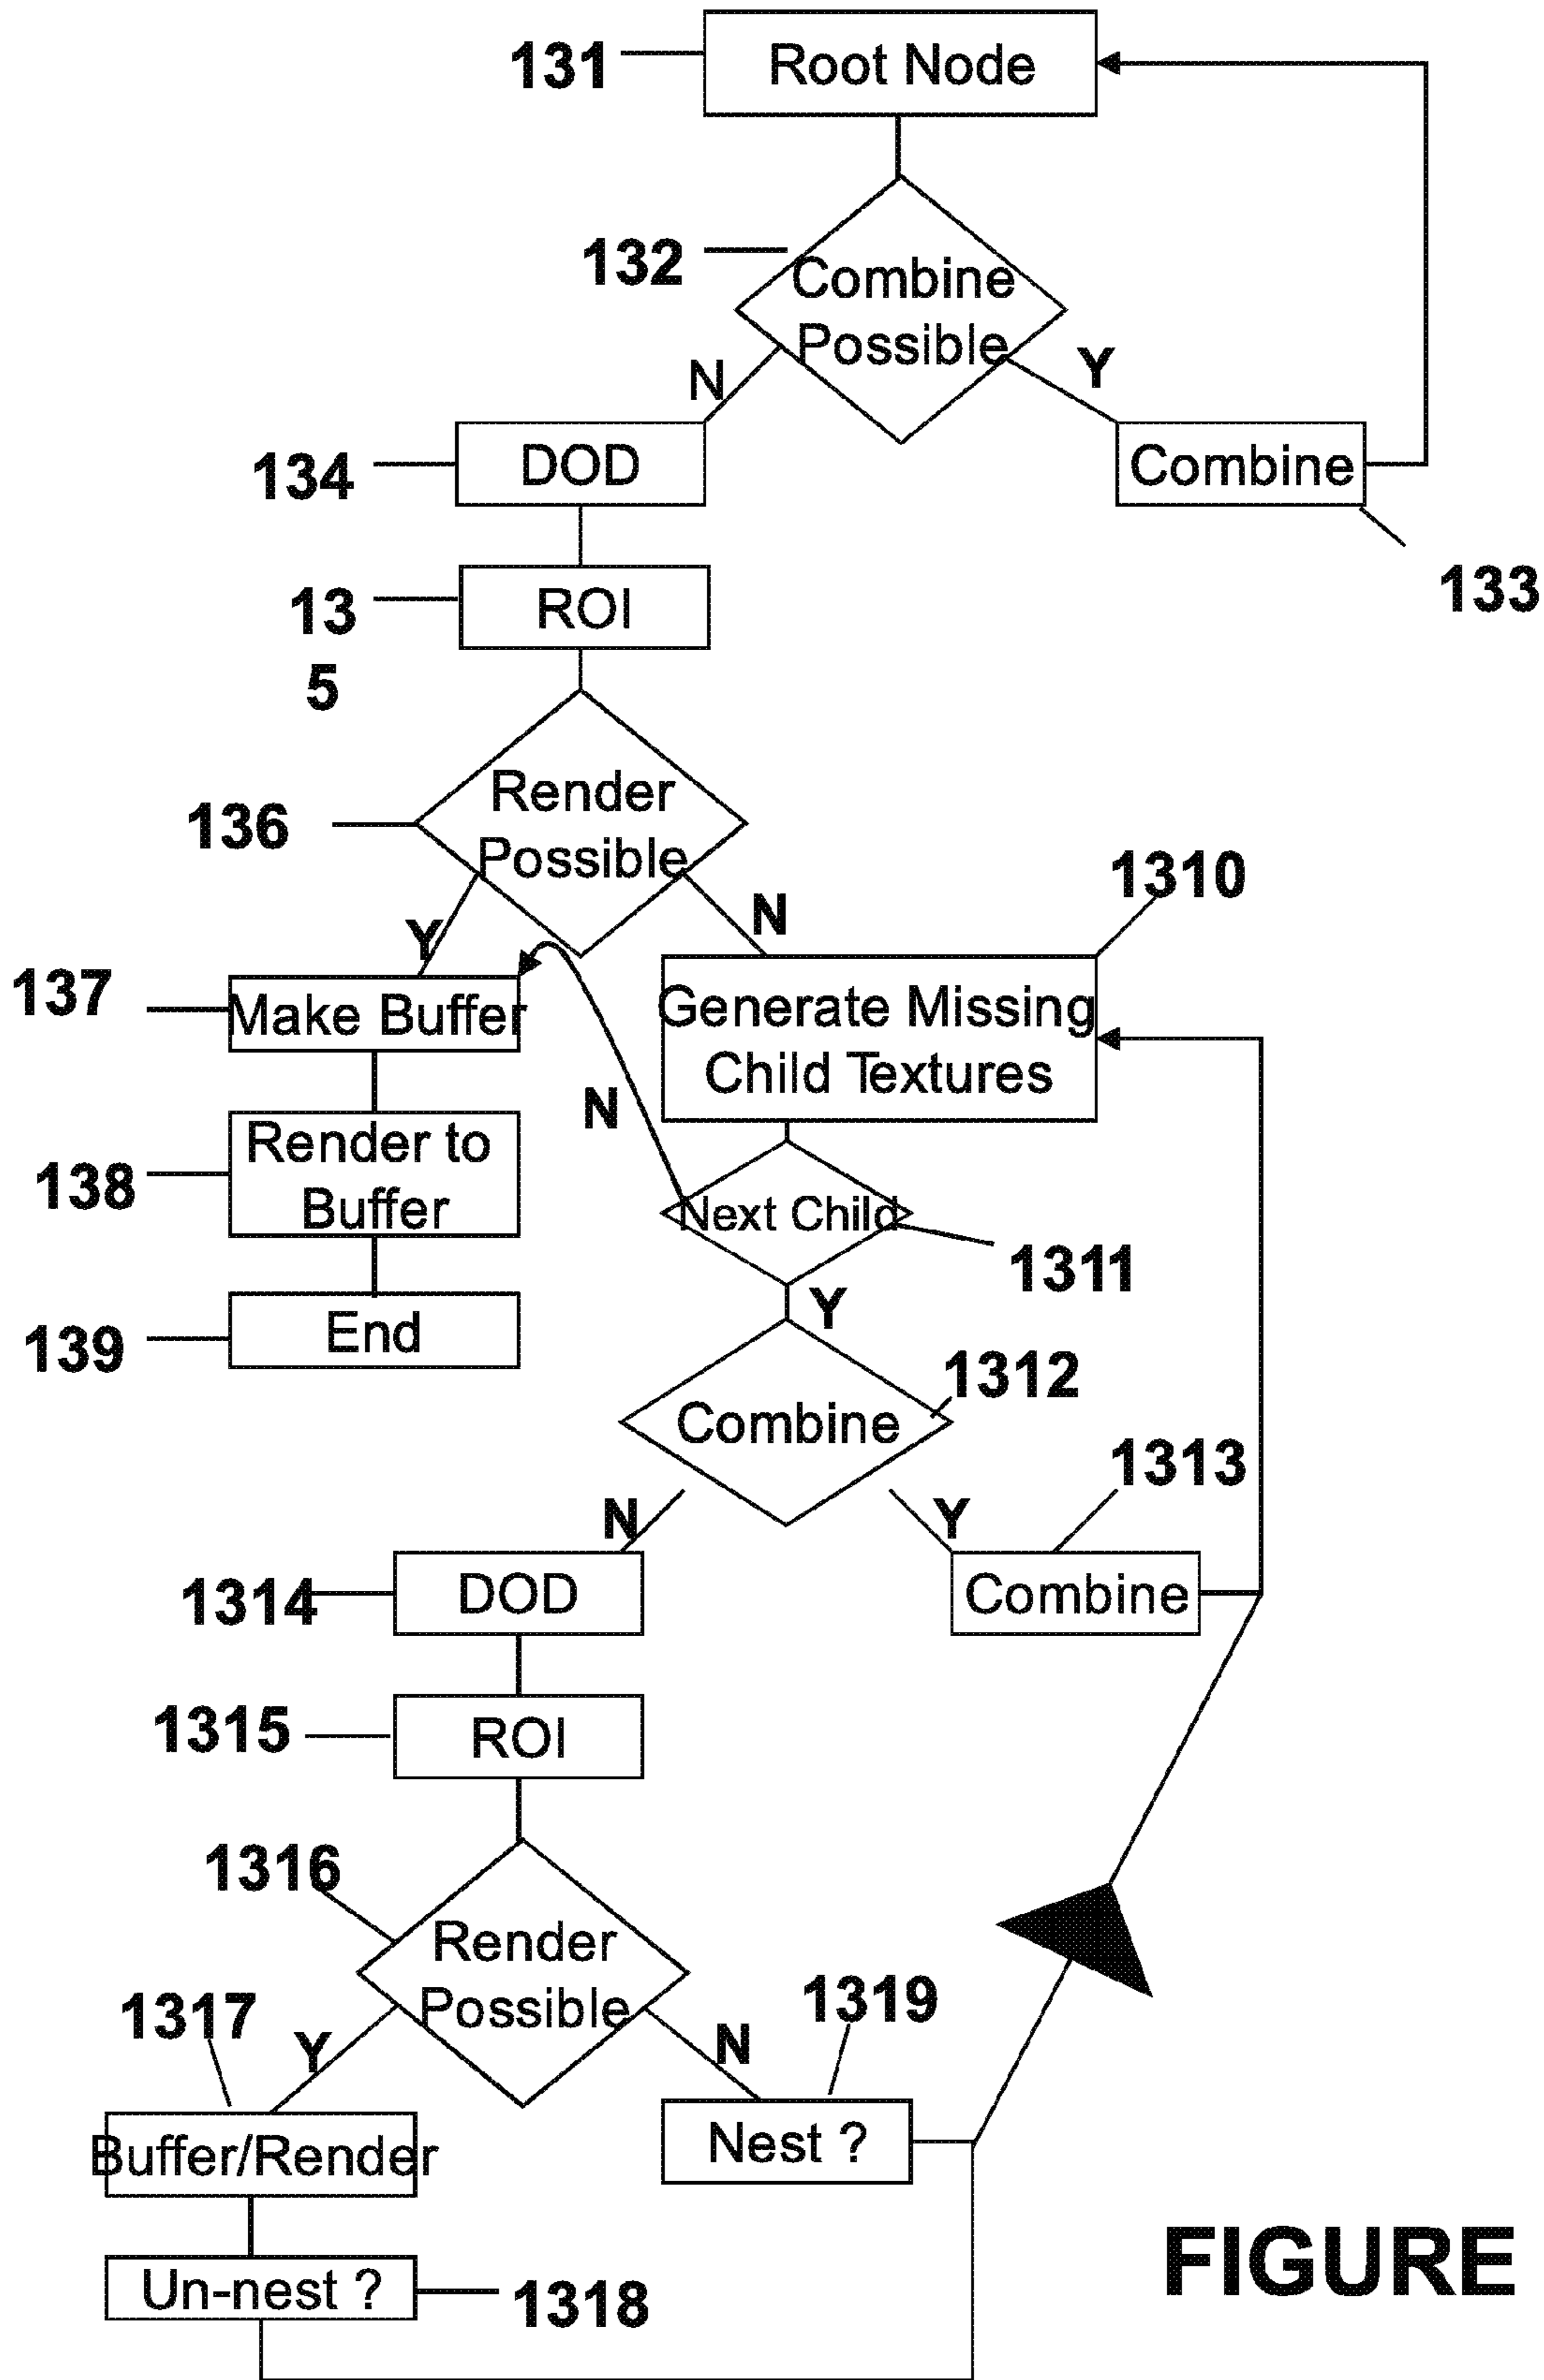 131
Root Node
132
Combine
Possible
N
Y
134
DOD
Combine
133
13
5
ROI
136
Render
Possible
1310
Y
N
137
Make Buffer
Generate Missing
Child Textures
N
138
Render to
Buffer
Next Child
1311
Y
139
End
1312
Combine
1313
N
Y
1314
DOD
Combine
1315
ROI
1316
Render
Possible
1317
1319
Y
N
Buffer/Render
Nest ?
Un-nest ?
1318
FIGURE